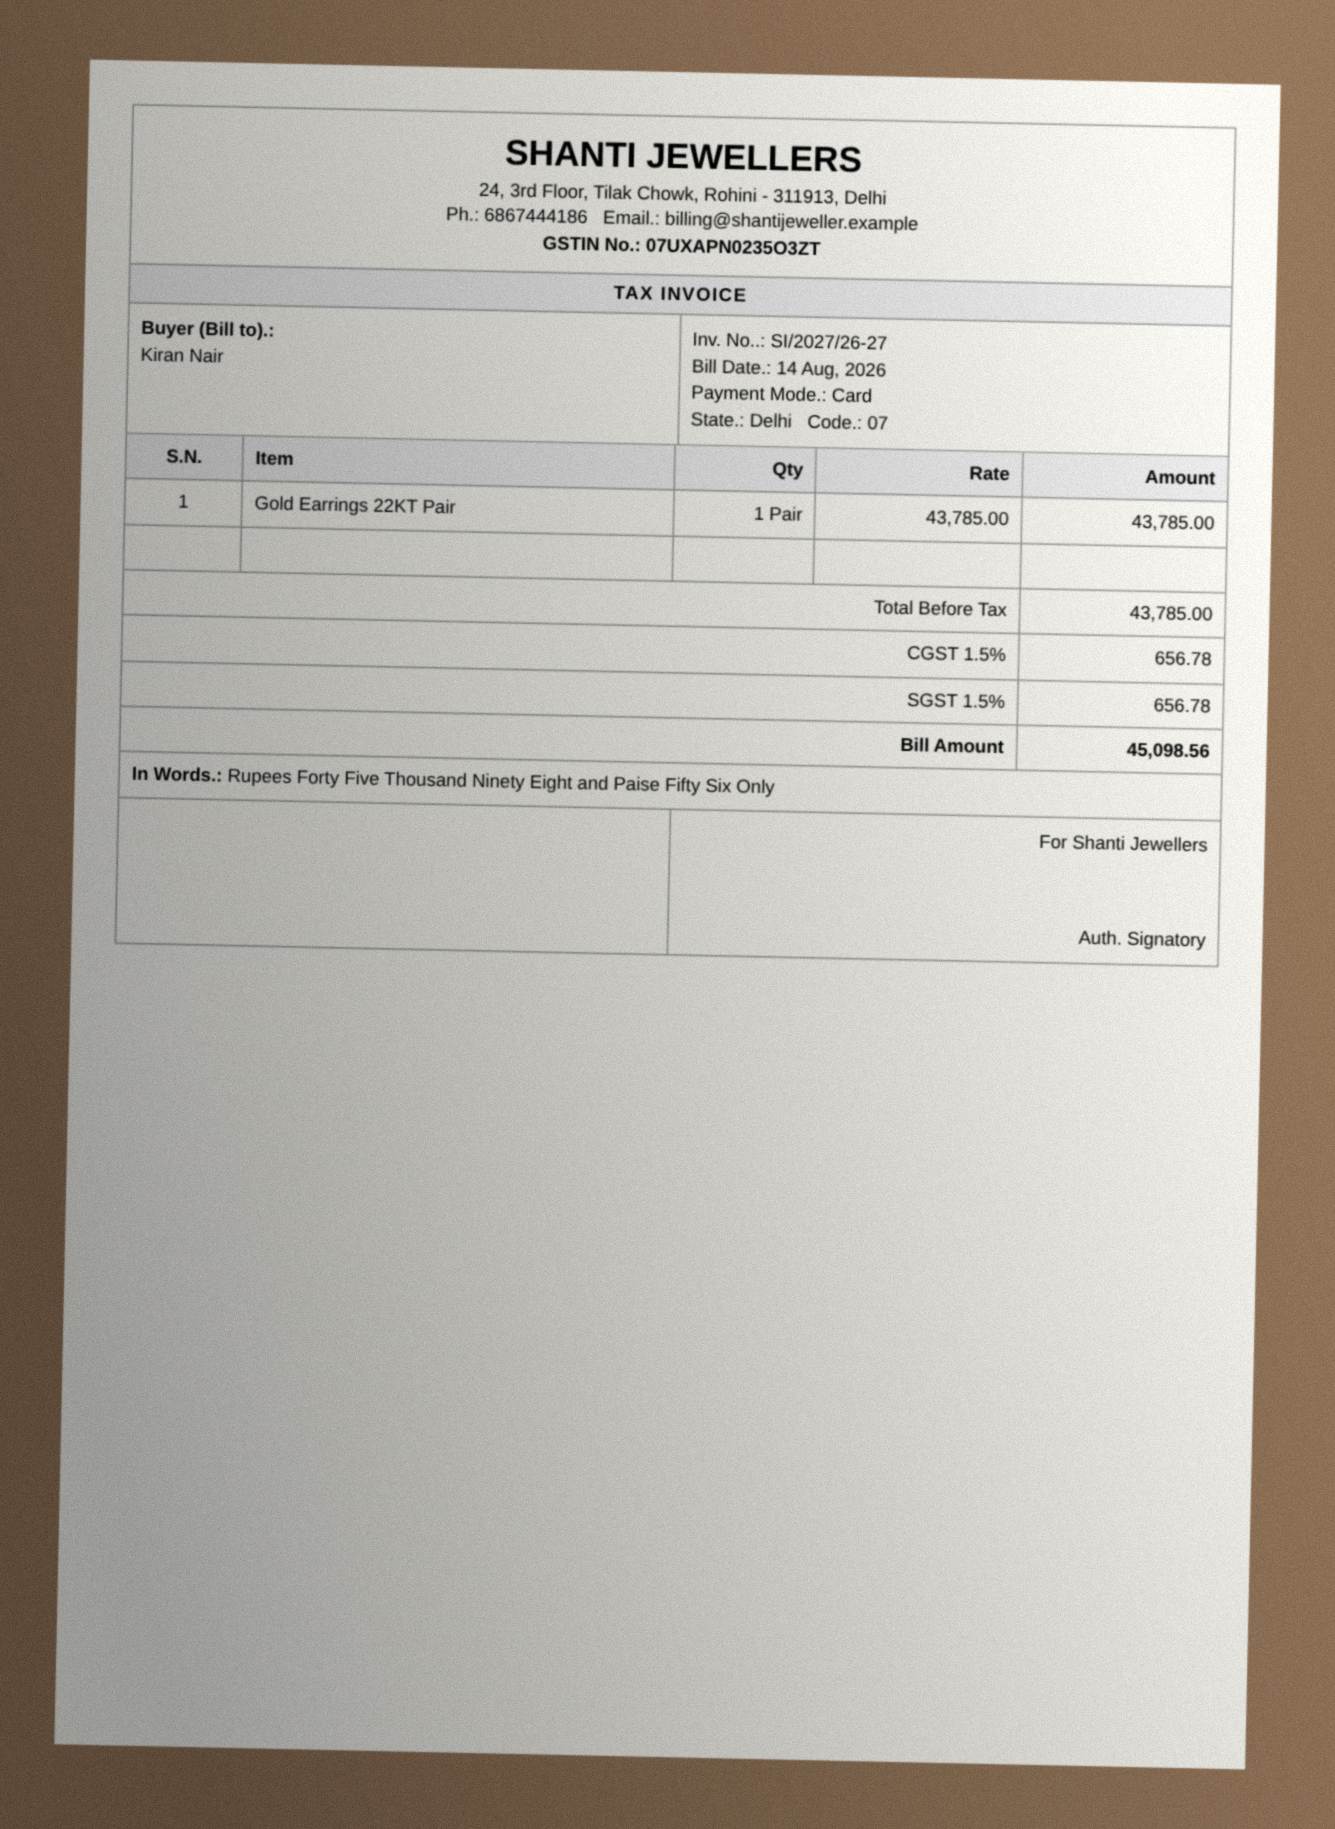 SHANTI JEWELLERS
24, 3rd Floor, Tilak Chowk, Rohini - 311913, Delhi
Ph.: 6867444186 Email.: billing@shantijeweller.example
GSTIN No.: 07UXAPN0235O3ZT
TAX INVOICE
Buyer (Bill to).:
Kiran Nair
Inv. No..: SI/2027/26-27
Bill Date.: 14 Aug, 2026
Payment Mode.: Card
State.: Delhi Code.: 07
S.N. Item Qty Rate Amount
1 Gold Earrings 22KT Pair 1 Pair 43,785.00 43,785.00
Total Before Tax 43,785.00
CGST 1.5% 656.78
SGST 1.5% 656.78
Bill Amount 45,098.56
In Words.: Rupees Forty Five Thousand Ninety Eight and Paise Fifty Six Only
For Shanti Jewellers
Auth. Signatory